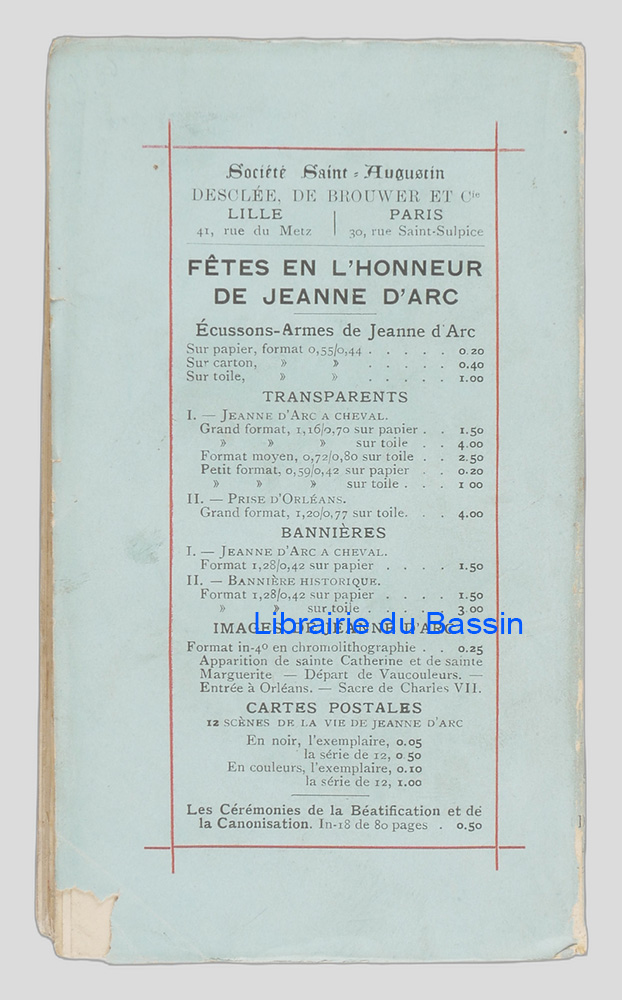 Société Saint-Augustin
DESCLÉE, DE BROUWER ET Cie
LILLE | PARIS
41, rue du Metz | 30, rue Saint-Sulpice
FÊTES EN L'HONNEUR
DE JEANNE D'ARC
Écussons-Armes de Jeanne d'Arc
Sur papier, format 0,55/0,44 . . . . . 0.20
Sur carton, » » . . . . . 0.40
Sur toile, » » . . . . . 1.00
TRANSPARENTS
I. — JEANNE D'ARC A CHEVAL.
Grand format, 1,16/0,70 sur papier . . 1.50
» » » sur toile . . 4.00
Format moyen, 0,72/0,80 sur toile . . 2.50
Petit format, 0,59/0,42 sur papier . . 0.20
» » » sur toile . . . 1 00
II. — PRISE D'ORLÉANS.
Grand format, 1,20/0,77 sur toile. . . 4.00
BANNIÈRES
I. — JEANNE D'ARC A CHEVAL.
Format 1,28/0,42 sur papier . . . . 1.50
II. — BANNIÈRE HISTORIQUE.
Format 1,28/0,42 sur papier . . . . 1.50
» » sur toile . . . . . 3 00
Librairie du Bassin
IMAGES DE JEANNE D'ARC
Format in-4o en chromolithographie . . 0.25
Apparition de sainte Catherine et de sainte
Marguerite — Départ de Vaucouleurs. —
Entrée à Orléans. — Sacre de Charles VII.
CARTES POSTALES
12 SCÈNES DE LA VIE DE JEANNE D'ARC
En noir, l'exemplaire, 0.05
la série de 12, 0 50
En couleurs, l'exemplaire, 0.10
la série de 12, 1.00
Les Cérémonies de la Béatification et de
la Canonisation. In-18 de 80 pages . 0.50